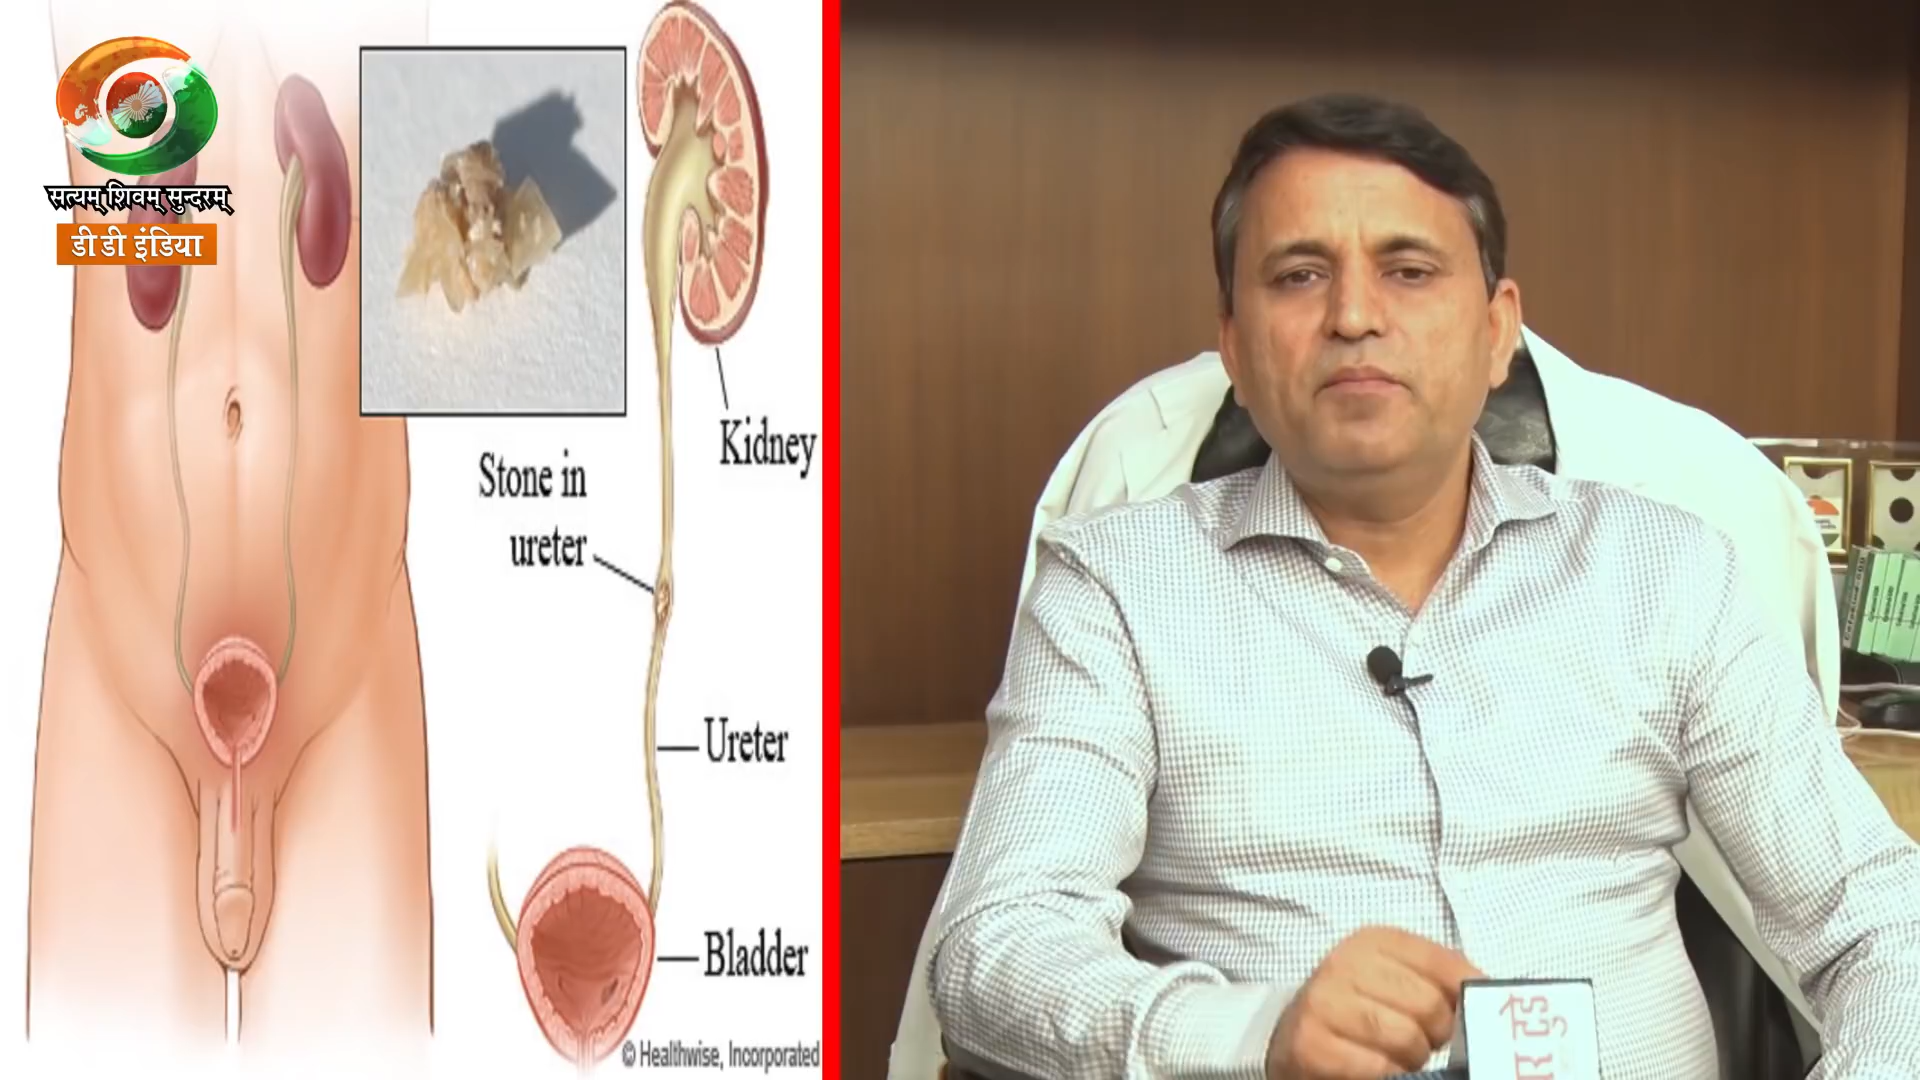 सत्यम् शिवम् सुन्दरम्
डी डी इंडिया
Kidney
Stone in
ureter
Ureter
Bladder
© Healthwise, Incorporated